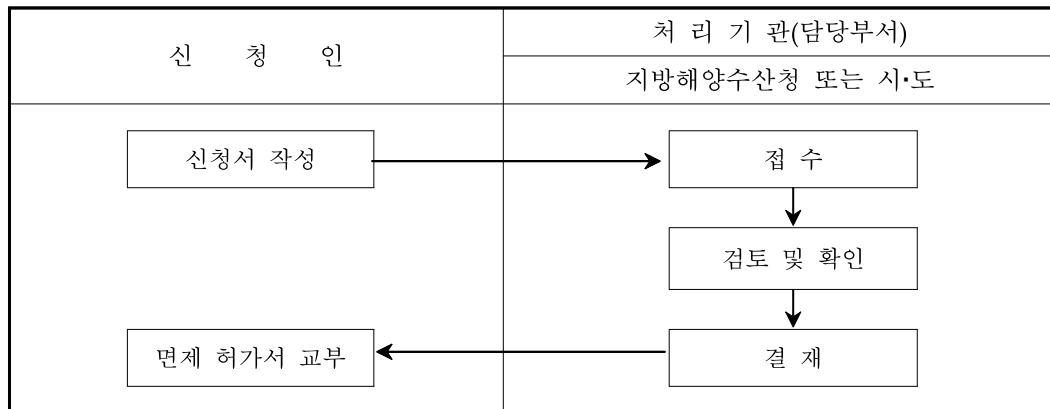 신 청 인
처 리 기 관(담당부서)
지방해양수산청 또는 시·도
신청서 작성
접 수
검토 및 확인
면제 허가서 교부
결 재